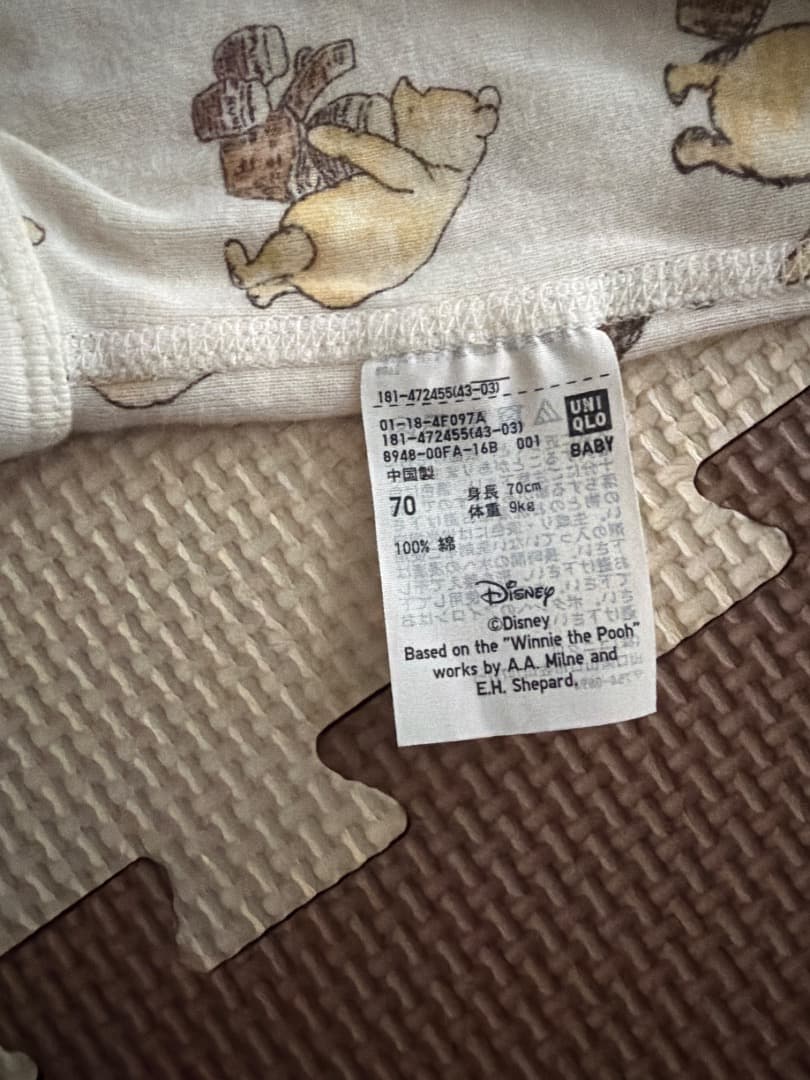 181-472455(43-03)
01-18-4F097A
181-472455(43-03)
8948-00FA-16B 001
UNI
QLO
BABY
中国製
70
身長 70cm
体重 9kg
100% 綿
Disney
©Disney
Based on the "Winnie the Pooh"
works by A.A. Milne and
E.H. Shepard.